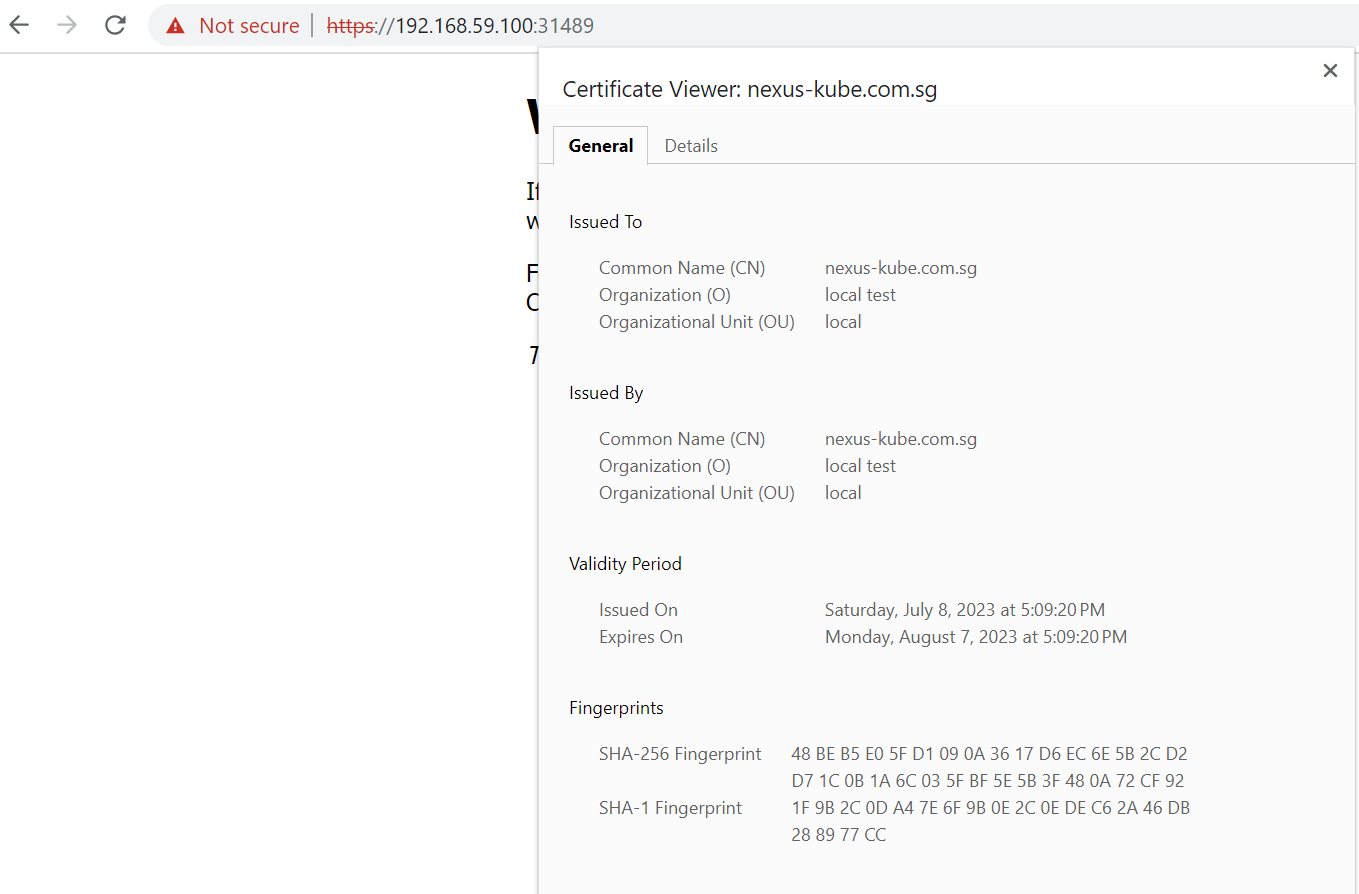 Not secure https://192.168.59.100:31489
Certificate Viewer: nexus-kube.com.sg
General Details
Issued To
Common Name (CN) nexus-kube.com.sg
Organization (O) local test
Organizational Unit (OU) local
Issued By
Common Name (CN) nexus-kube.com.sg
Organization (O) local test
Organizational Unit (OU) local
Validity Period
Issued On Saturday, July 8, 2023 at 5:09:20 PM
Expires On Monday, August 7, 2023 at 5:09:20 PM
Fingerprints
SHA-256 Fingerprint 48 BE B5 E0 5F D1 09 0A 36 17 D6 EC 6E 5B 2C D2
D7 1C 0B 1A 6C 03 5F BF 5E 5B 3F 48 0A 72 CF 92
SHA-1 Fingerprint 1F 9B 2C 0D A4 7E 6F 9B 0E 2C 0E DE C6 2A 46 DB
28 89 77 CC